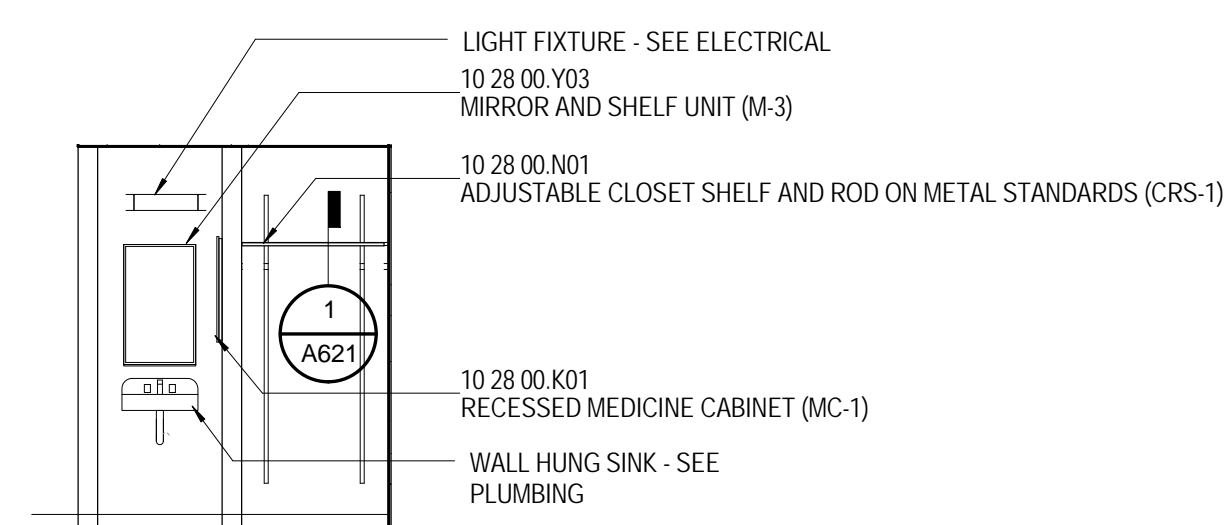 LIGHT FIXTURE - SEE ELECTRICAL
10 28 00.Y03
MIRROR AND SHELF UNIT (M-3)
10 28 00.N01
ADJUSTABLE CLOSET SHELF AND ROD ON METAL STANDARDS (CRS-1)
1
A621
10 28 00.K01
RECESSED MEDICINE CABINET (MC-1)
WALL HUNG SINK - SEE
PLUMBING